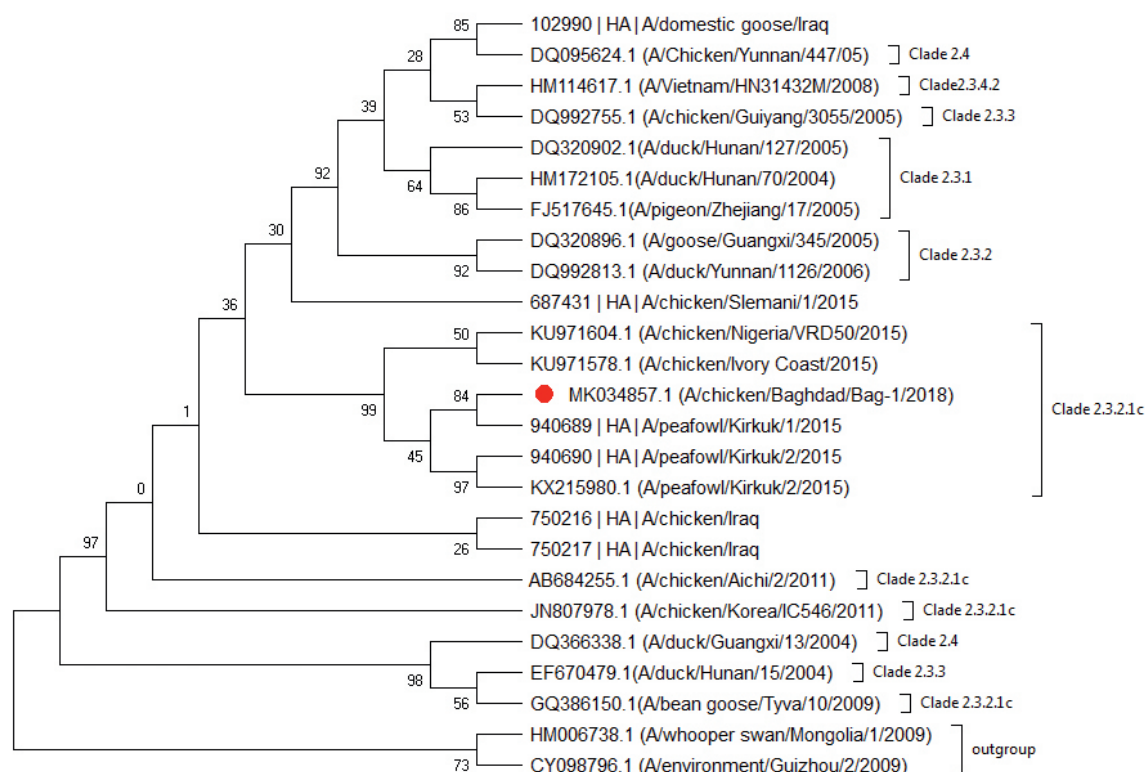 85
102990 | HA | A/domestic goose/Iraq
28
DQ095624.1 (A/Chicken/Yunnan/447/05)
Clade 2.4
HM114617.1 (A/Vietnam/HN31432M/2008)
Clade2.3.4.2
39
53
DQ992755.1 (A/chicken/Guiyang/3055/2005)
Clade 2.3.3
DQ320902.1(A/duck/Hunan/127/2005)
92
64
HM172105.1(A/duck/Hunan/70/2004)
Clade 2.3.1
86
FJ517645.1(A/pigeon/Zhejiang/17/2005)
30
DQ320896.1 (A/goose/Guangxi/345/2005)
Clade 2.3.2
92
DQ992813.1 (A/duck/Yunnan/1126/2006)
36
687431 | HA | A/chicken/Slemani/1/2015
50
KU971604.1 (A/chicken/Nigeria/VRD50/2015)
KU971578.1 (A/chicken/Ivory Coast/2015)
99
84
MK034857.1 (A/chicken/Baghdad/Bag-1/2018)
Clade 2.3.2.1c
1
940689 | HA | A/peafowl/Kirkuk/1/2015
45
940690 | HA | A/peafowl/Kirkuk/2/2015
0
97
KX215980.1 (A/peafowl/Kirkuk/2/2015)
750216 | HA | A/chicken/Iraq
97
26
750217 | HA | A/chicken/Iraq
AB684255.1 (A/chicken/Aichi/2/2011)
Clade 2.3.2.1c
JN807978.1 (A/chicken/Korea/IC546/2011)
Clade 2.3.2.1c
DQ366338.1 (A/duck/Guangxi/13/2004)
Clade 2.4
98
EF670479.1(A/duck/Hunan/15/2004)
Clade 2.3.3
56
GQ386150.1(A/bean goose/Tyva/10/2009)
Clade 2.3.2.1c
HM006738.1 (A/whooper swan/Mongolia/1/2009)
outgroup
73
CY098796.1 (A/environment/Guizhou/2/2009)